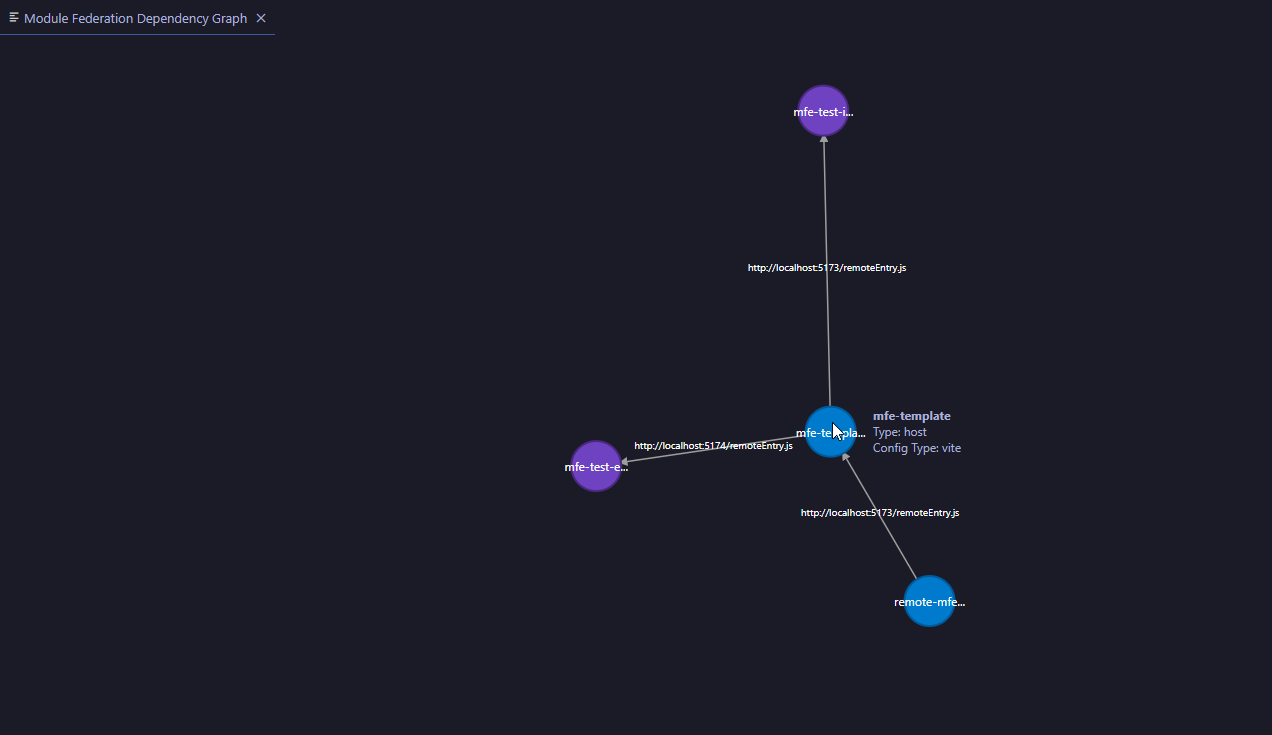 Module Federation Dependency Graph
mfe-test-i...
http://localhost:5173/remoteEntry.js
mfe-template
Type: host
Config Type: vite
mfe-templa...
http://localhost:5174/remoteEntry.js
mfe-test-e...
http://localhost:5173/remoteEntry.js
remote-mfe...